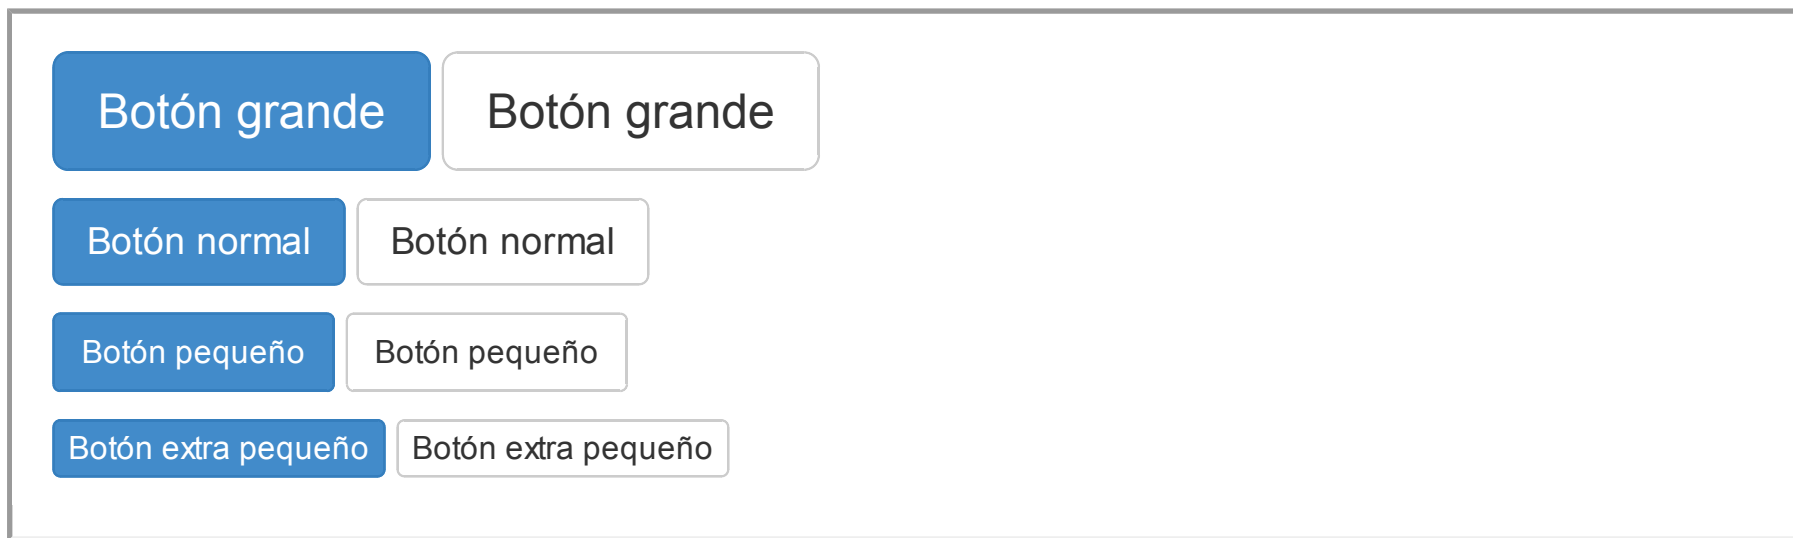 Botón grande Botón grande
Botón normal Botón normal
Botón pequeño Botón pequeño
Botón extra pequeño Botón extra pequeño